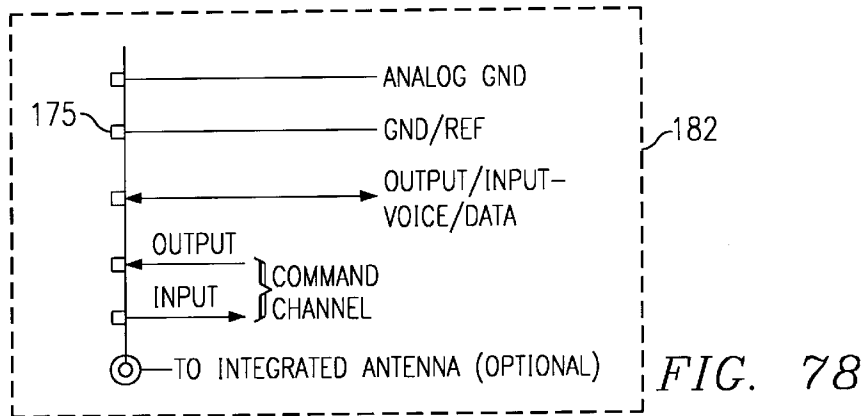 ANALOG GND
175
GND/REF
182
OUTPUT/INPUT-
VOICE/DATA
OUTPUT
INPUT
COMMAND
CHANNEL
TO INTEGRATED ANTENNA (OPTIONAL)
FIG. 78